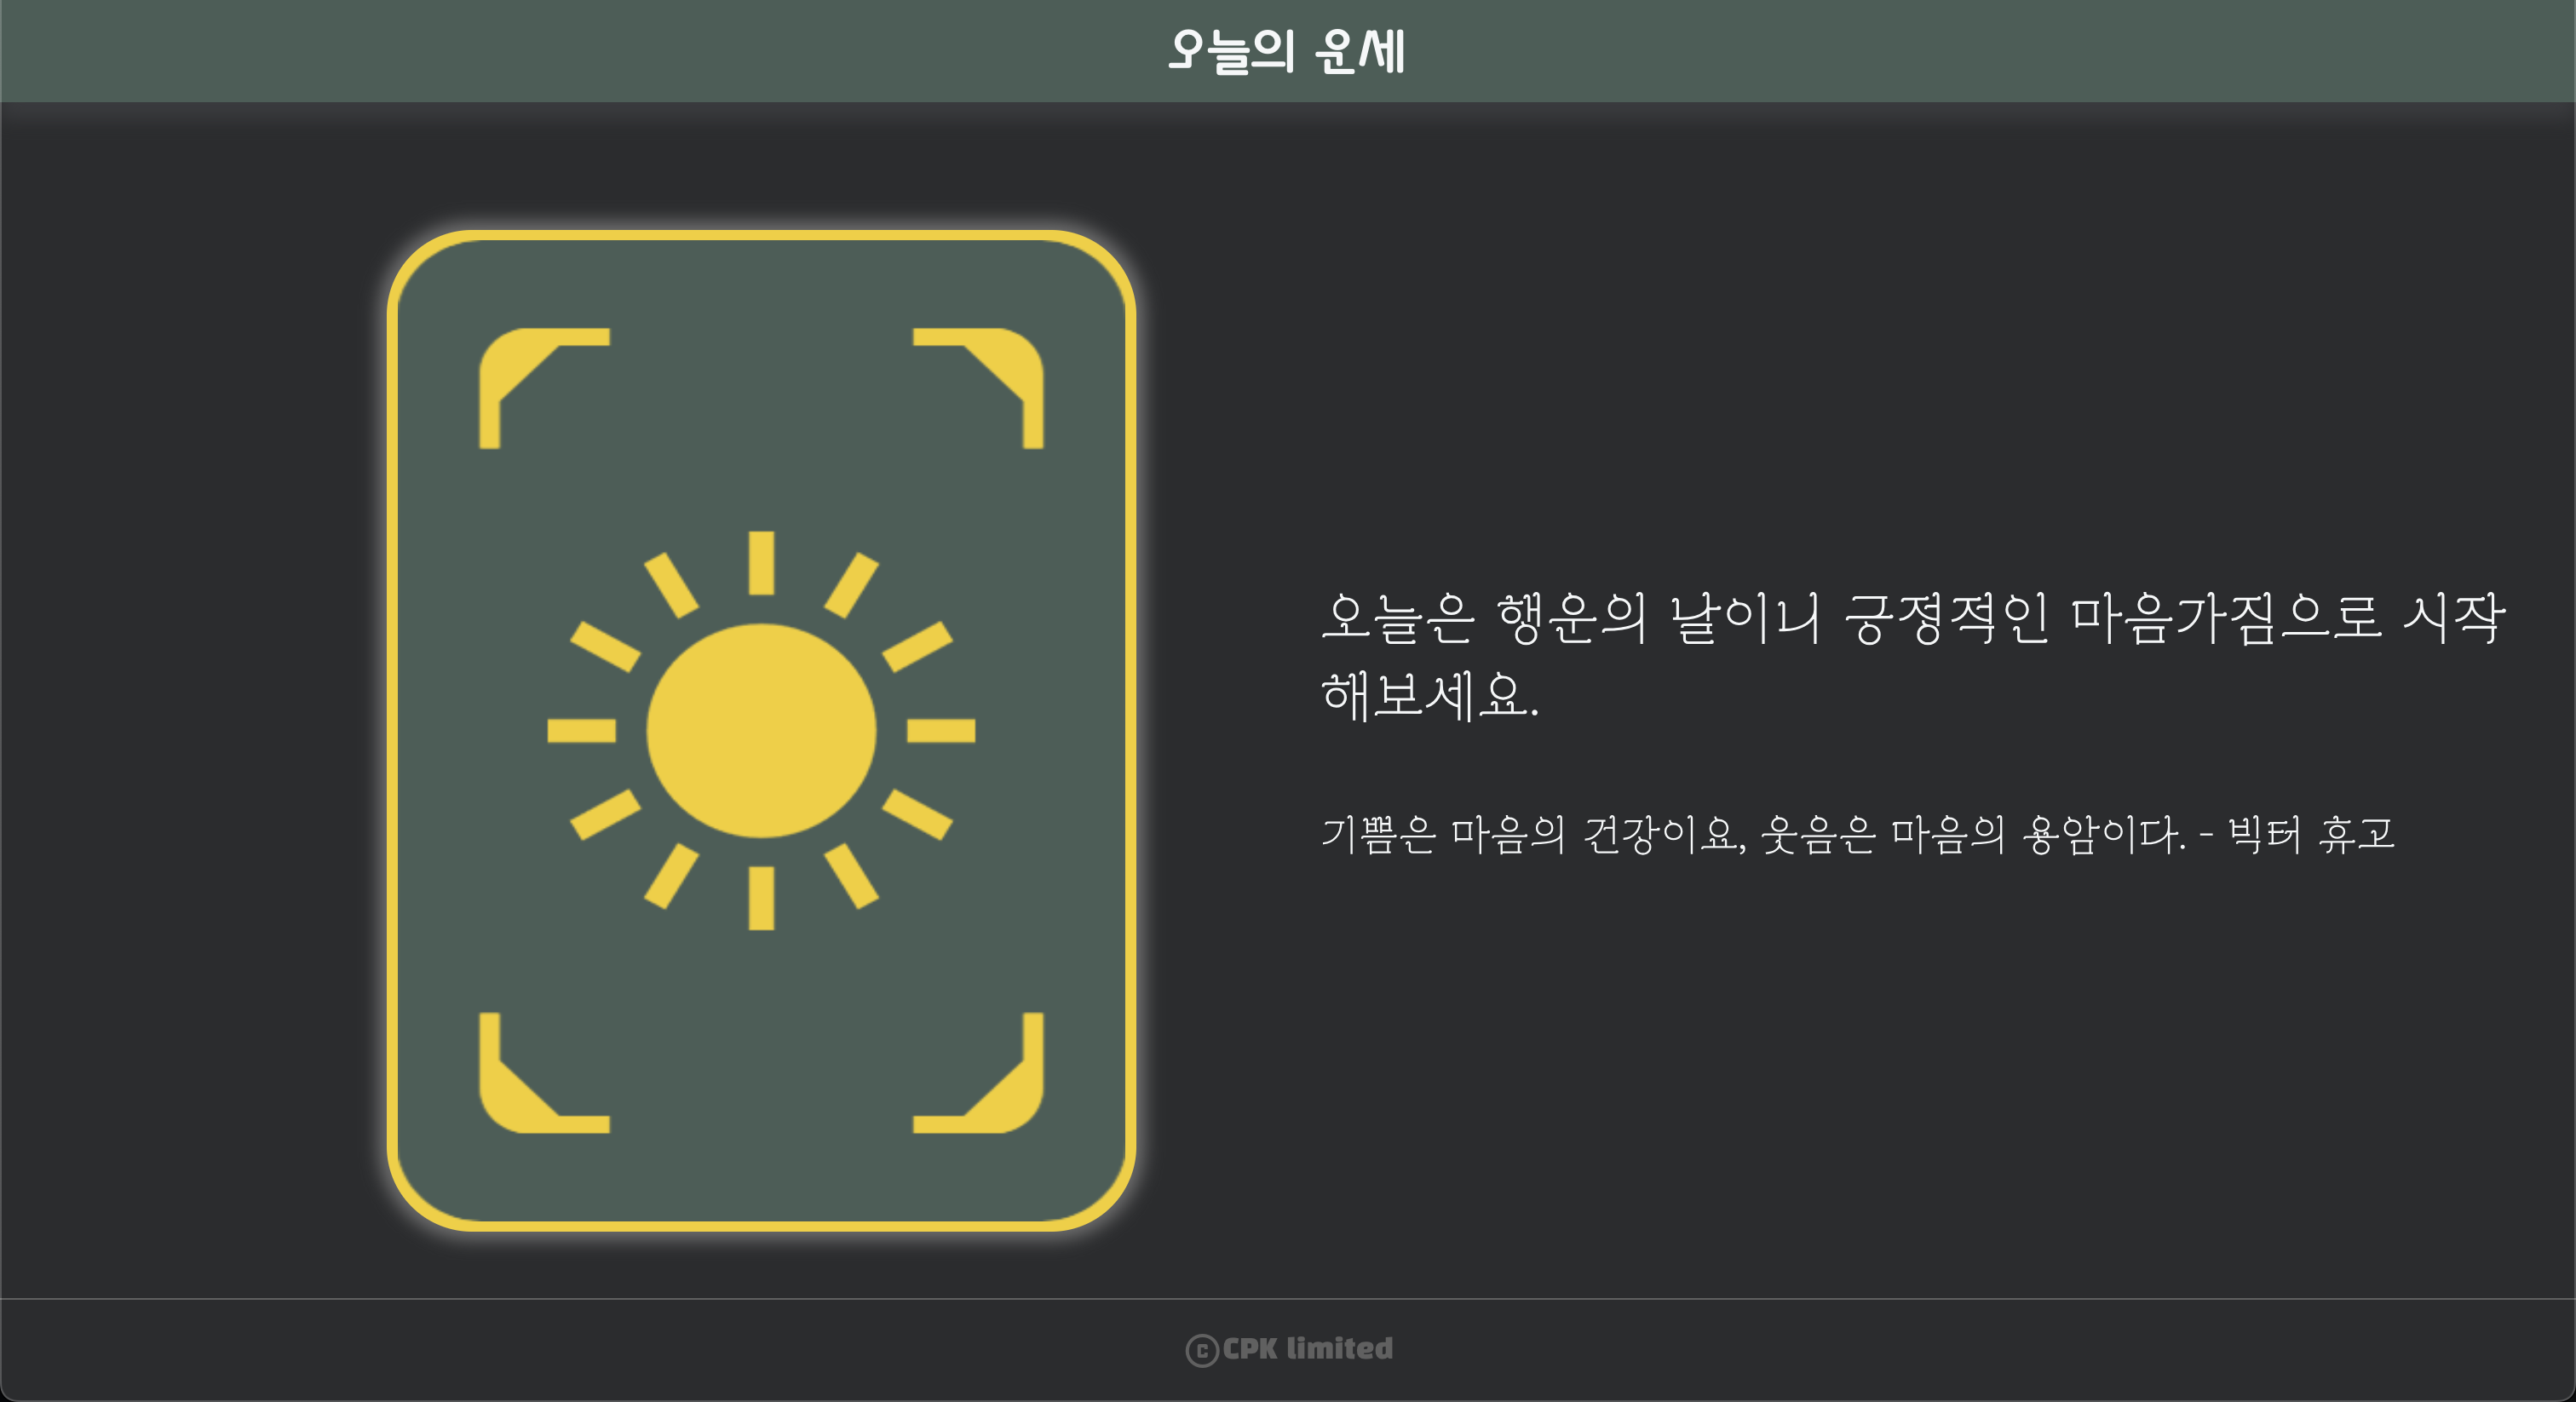 오늘의 운세
오늘은 행운의 날이니 긍정적인 마음가짐으로 시작
해보세요.
기쁨은 마음의 건강이요, 웃음은 마음의 용암이다. - 빅터 휴고
ⓒCPK limited